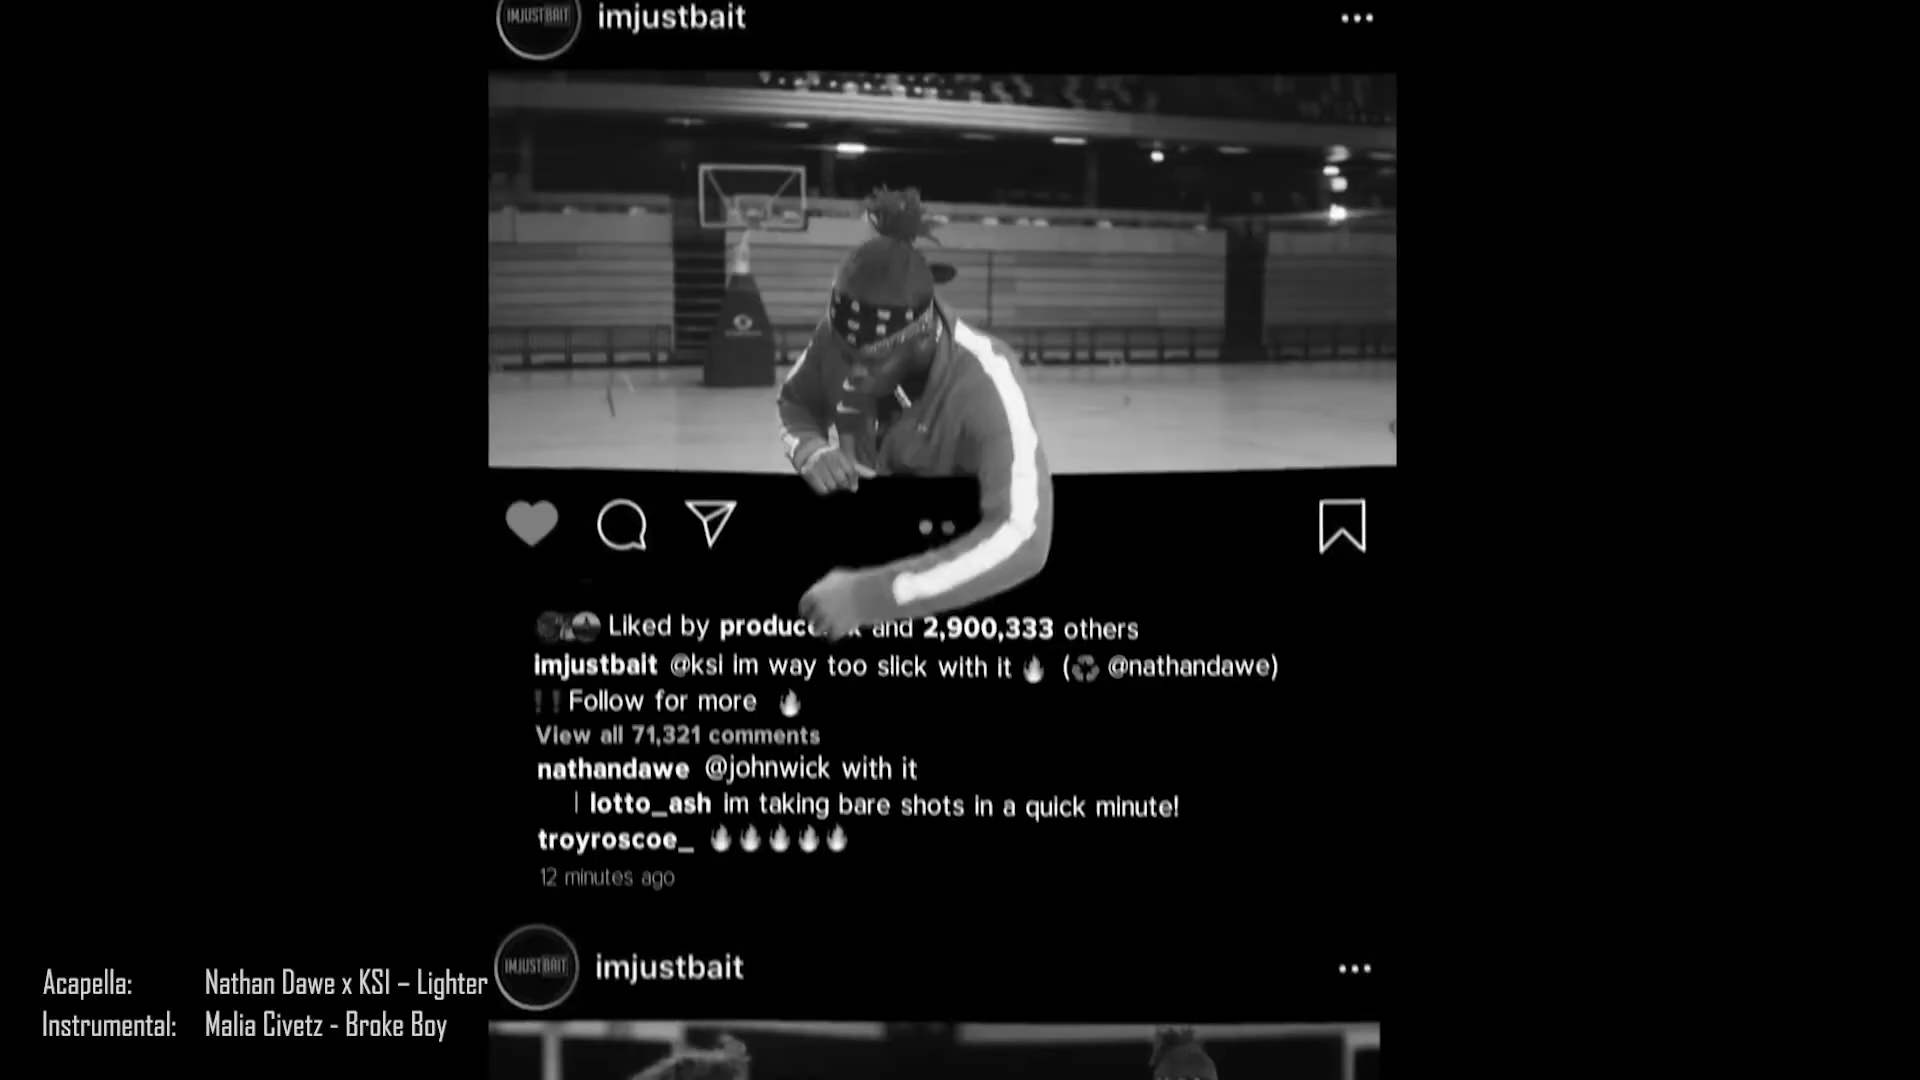 IMJUSTBAIT imjustbait
Liked by and 2,900,333 others
imjustbait @ksi im way too slick with it 🔥 (♻ @nathandawe)
!! Follow for more 🔥
View all 71,321 comments
nathandawe @johnwick with it
| lotto_ash im taking bare shots in a quick minute!
troyroscoe_ 🔥🔥🔥🔥🔥
12 minutes ago
IMJUSTBAIT imjustbait
Acapella: Nathan Dawe x KSI – Lighter
Instrumental: Malia Civetz - Broke Boy